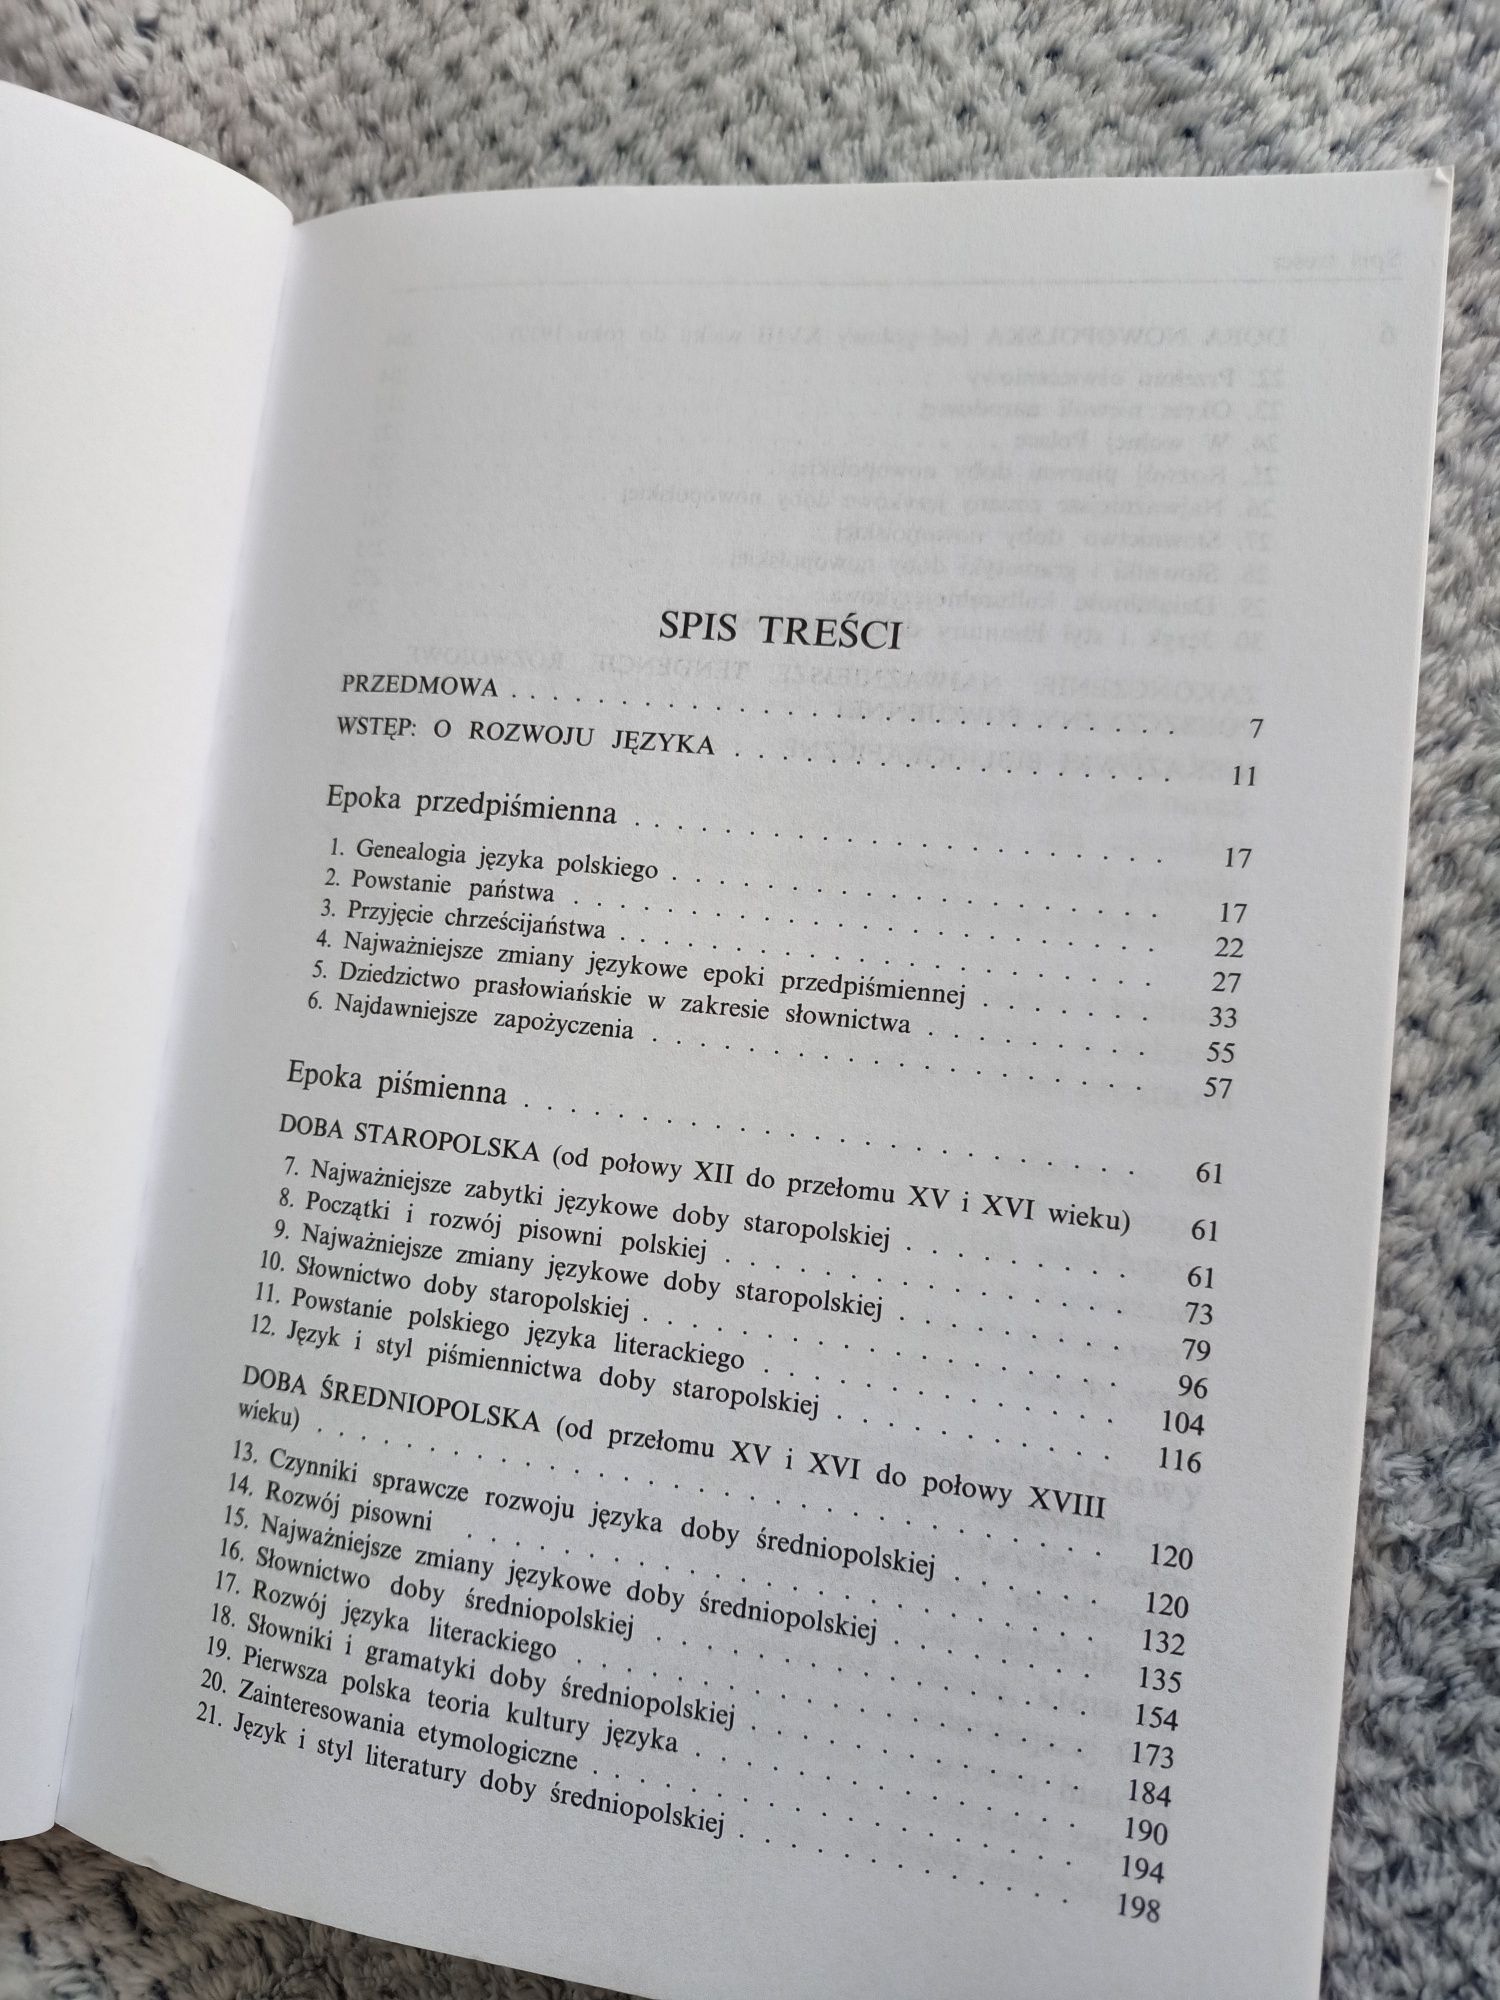 SPIS TREŚCI
PRZEDMOWA . . . . . . . . . . . . . . . . . . . . . . . . . . . . 7
WSTĘP: O ROZWOJU JĘZYKA . . . . . . . . . . . . . . . . . . . 11
Epoka przedpiśmienna . . . . . . . . . . . . . . . . . . . . . . . 17
1. Genealogia języka polskiego . . . . . . . . . . . . . . . . . . . . . 17
2. Powstanie państwa . . . . . . . . . . . . . . . . . . . . . . . . . 22
3. Przyjęcie chrześcijaństwa . . . . . . . . . . . . . . . . . . . . . . . 27
4. Najważniejsze zmiany językowe epoki przedpiśmiennej . . . . . . . 33
5. Dziedzictwo prasłowiańskie w zakresie słownictwa . . . . . . . . . 55
6. Najdawniejsze zapożyczenia . . . . . . . . . . . . . . . . . . . . . 57
Epoka piśmienna . . . . . . . . . . . . . . . . . . . . . . . . . . 61
DOBA STAROPOLSKA (od połowy XII do przełomu XV i XVI wieku) 61
7. Najważniejsze zabytki językowe doby staropolskiej . . . . . . . . . 61
8. Początki i rozwój pisowni polskiej . . . . . . . . . . . . . . . . . 73
9. Najważniejsze zmiany językowe doby staropolskiej . . . . . . . . 79
10. Słownictwo doby staropolskiej . . . . . . . . . . . . . . . . . . . . 96
11. Powstanie polskiego języka literackiego . . . . . . . . . . . . . . 104
12. Język i styl piśmiennictwa doby staropolskiej . . . . . . . . . . . 116
DOBA ŚREDNIOPOLSKA (od przełomu XV i XVI do połowy XVIII
wieku) . . . . . . . . . . . . . . . . . . . . . . . . . . . . . . 120
13. Czynniki sprawcze rozwoju języka doby średniopolskiej . . . . . . 120
14. Rozwój pisowni . . . . . . . . . . . . . . . . . . . . . . . . . . 132
15. Najważniejsze zmiany językowe doby średniopolskiej . . . . . . . . 135
16. Słownictwo doby średniopolskiej . . . . . . . . . . . . . . . . . . 154
17. Rozwój języka literackiego . . . . . . . . . . . . . . . . . . . . . 173
18. Słowniki i gramatyki doby średniopolskiej . . . . . . . . . . . . . 184
19. Pierwsza polska teoria kultury języka . . . . . . . . . . . . . . . 190
20. Zainteresowania etymologiczne . . . . . . . . . . . . . . . . . . . 194
21. Język i styl literatury doby średniopolskiej . . . . . . . . . . . . . 198